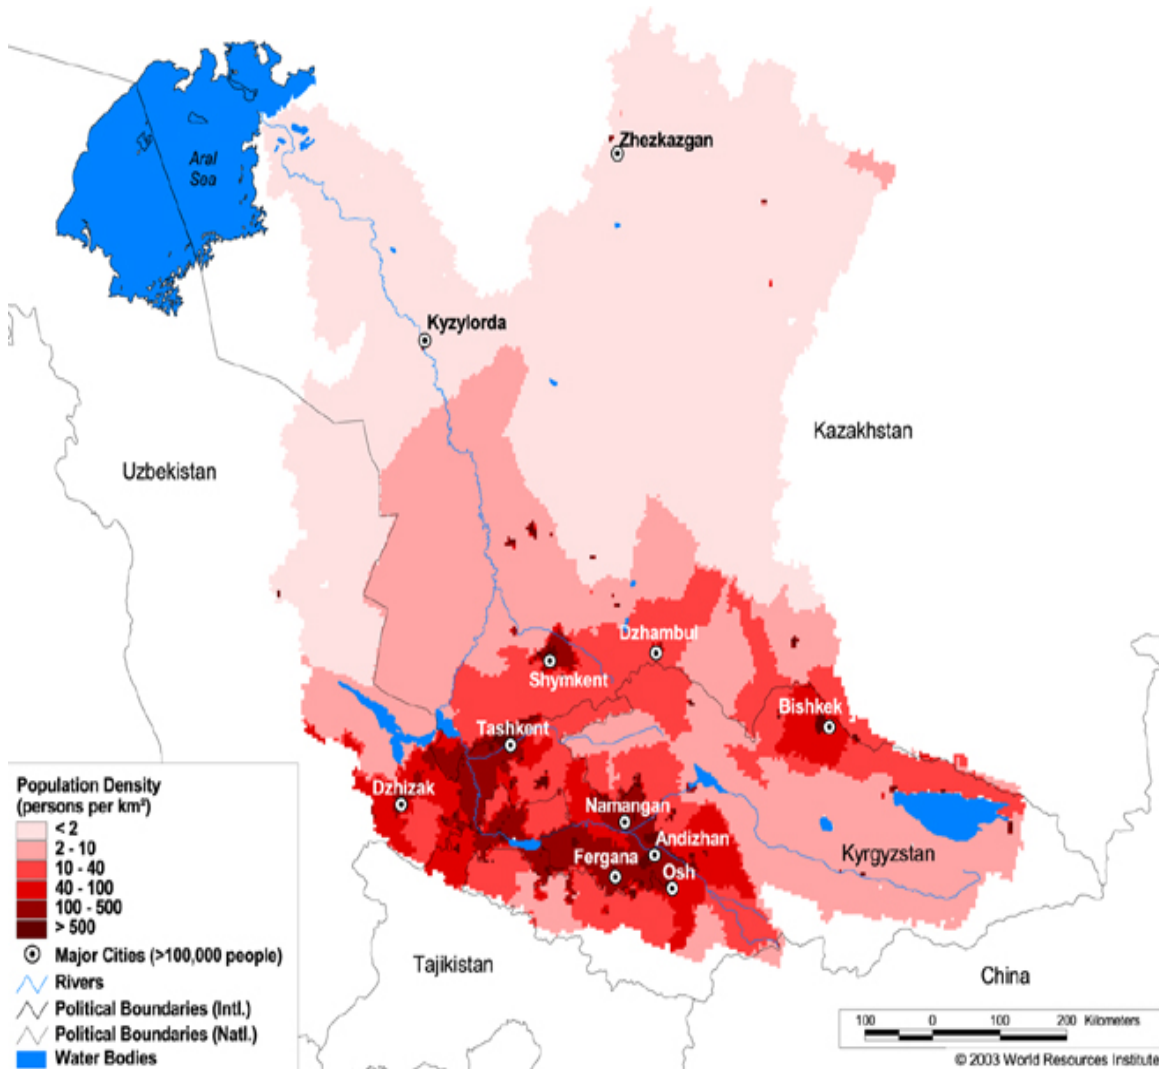 Zhezkazgan
Aral
Sea
Kyzylorda
Kazakhstan
Uzbekistan
Dzhambul
Shymkent
Bishkek
Tashkent
Dzhizak
Namangan
Andizhan
Fergana
Osh
Kyrgyzstan
Tajikistan
China
Population Density
(persons per km²)
< 2
2 - 10
10 - 40
40 - 100
100 - 500
> 500
Major Cities (>100,000 people)
Rivers
Political Boundaries (Intl.)
Political Boundaries (Natl.)
Water Bodies
100 0 100 200 Kilometers
© 2003 World Resources Institute